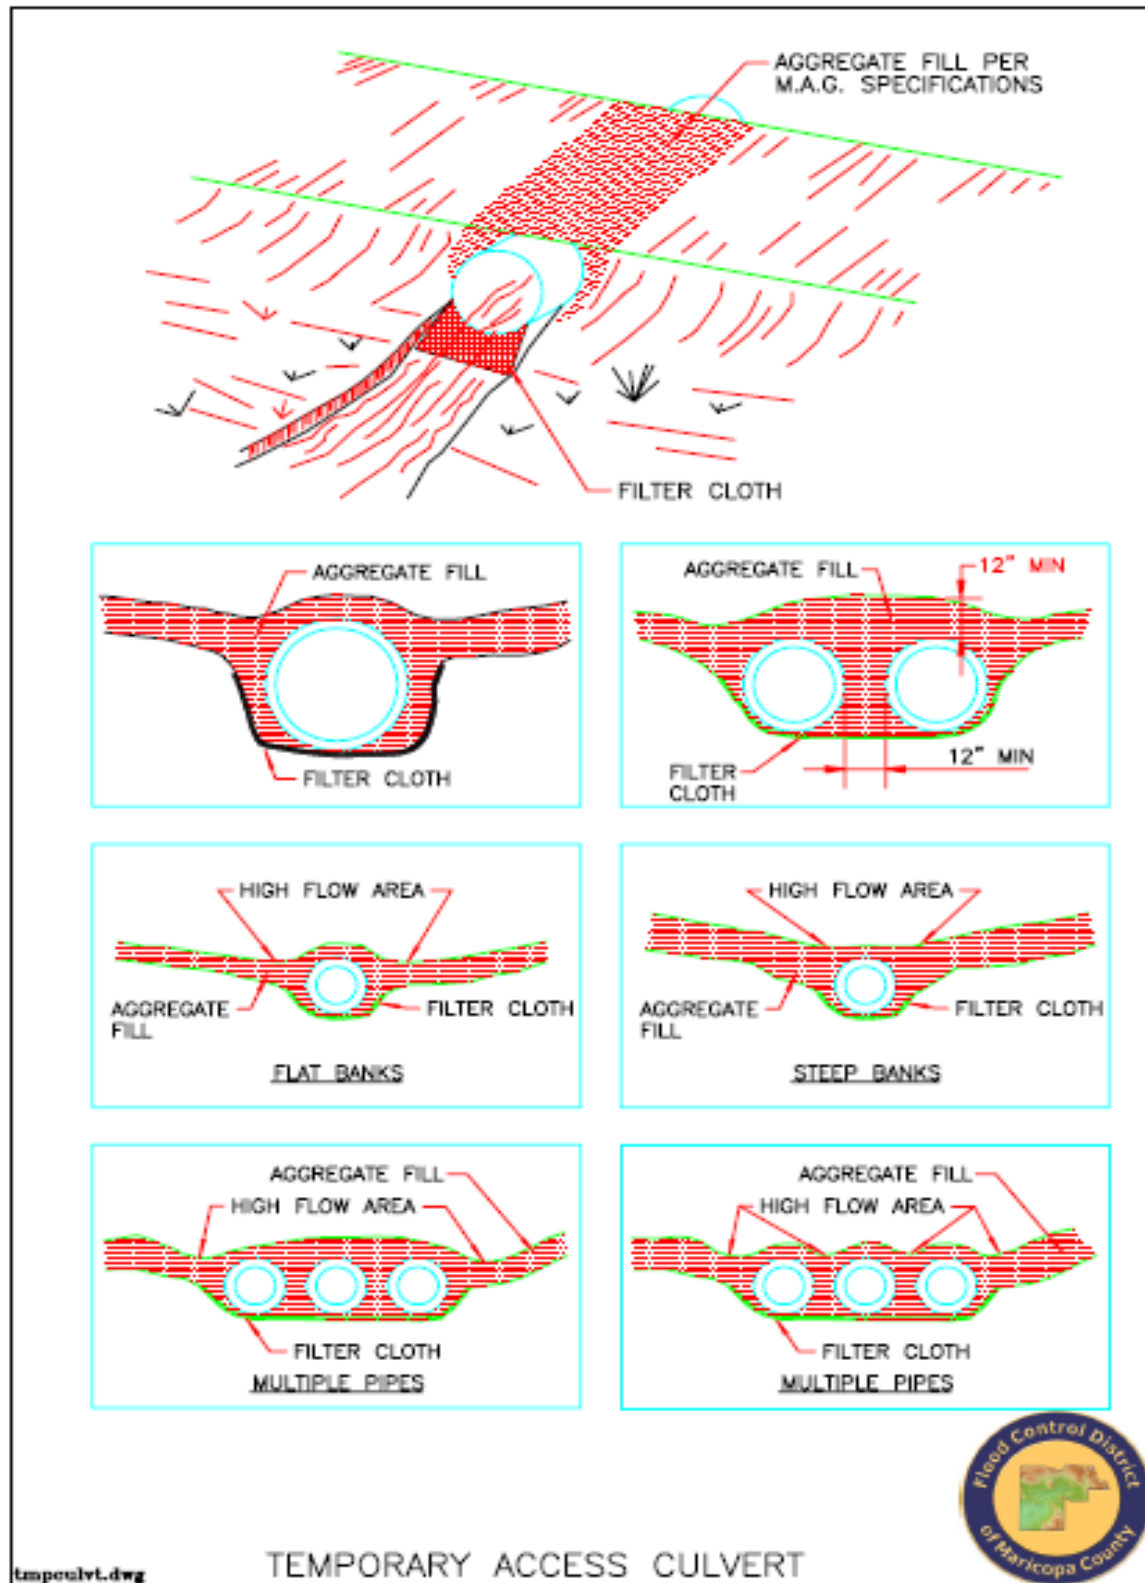 AGGREGATE FILL PER
M.A.G. SPECIFICATIONS
FILTER CLOTH
AGGREGATE FILL
FILTER CLOTH
AGGREGATE FILL
12" MIN
12" MIN
FILTER
CLOTH
HIGH FLOW AREA
AGGREGATE
FILL
FILTER CLOTH
FLAT BANKS
HIGH FLOW AREA
AGGREGATE
FILL
FILTER CLOTH
STEEP BANKS
AGGREGATE FILL
HIGH FLOW AREA
FILTER CLOTH
MULTIPLE PIPES
AGGREGATE FILL
HIGH FLOW AREA
FILTER CLOTH
MULTIPLE PIPES
Flood Control District
of Maricopa County
tmpculvt.dwg
TEMPORARY ACCESS CULVERT